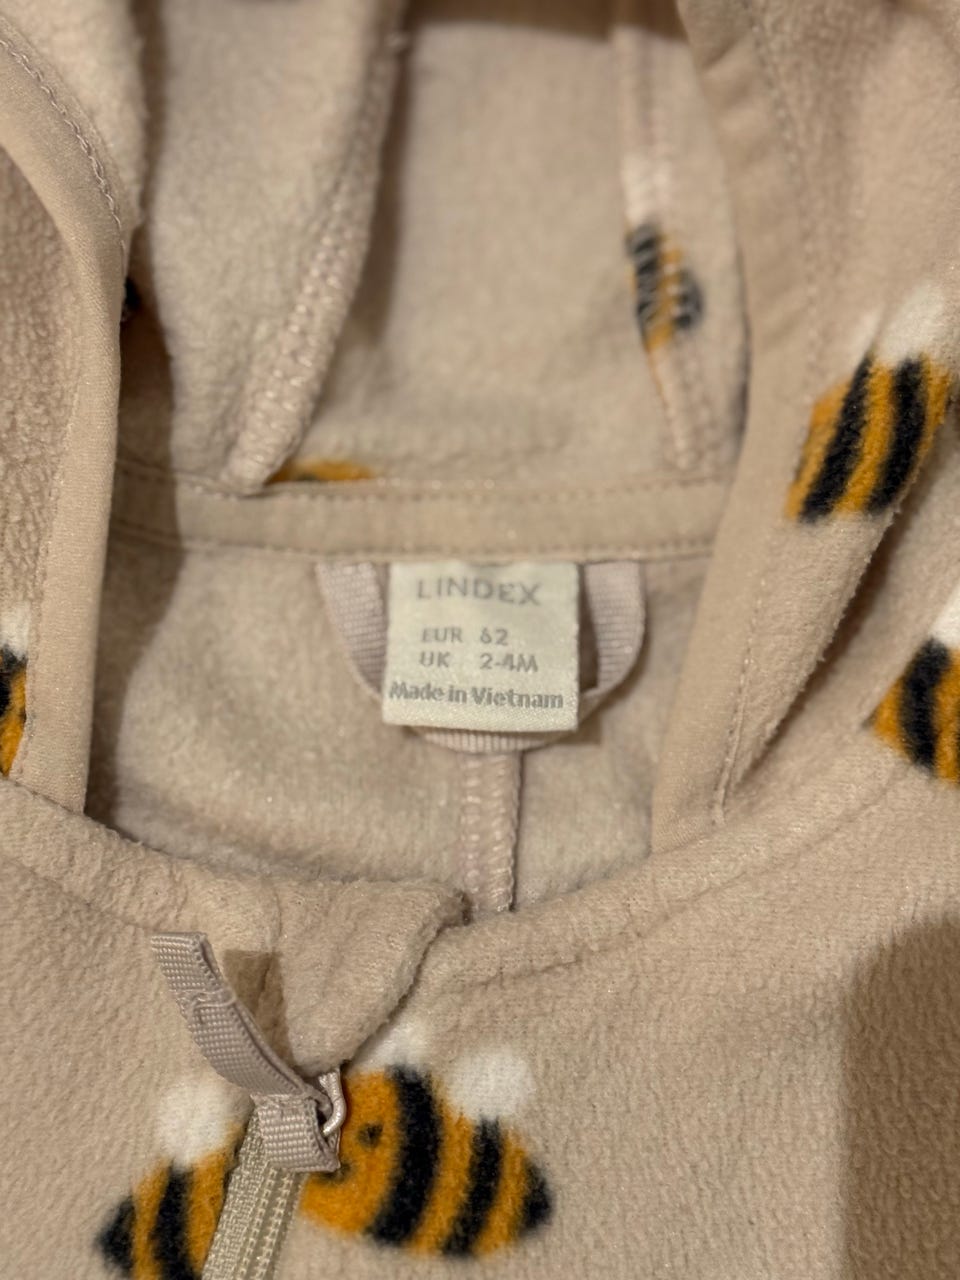 LINDEX
EUR 62
UK 2-4M
Made in Vietnam